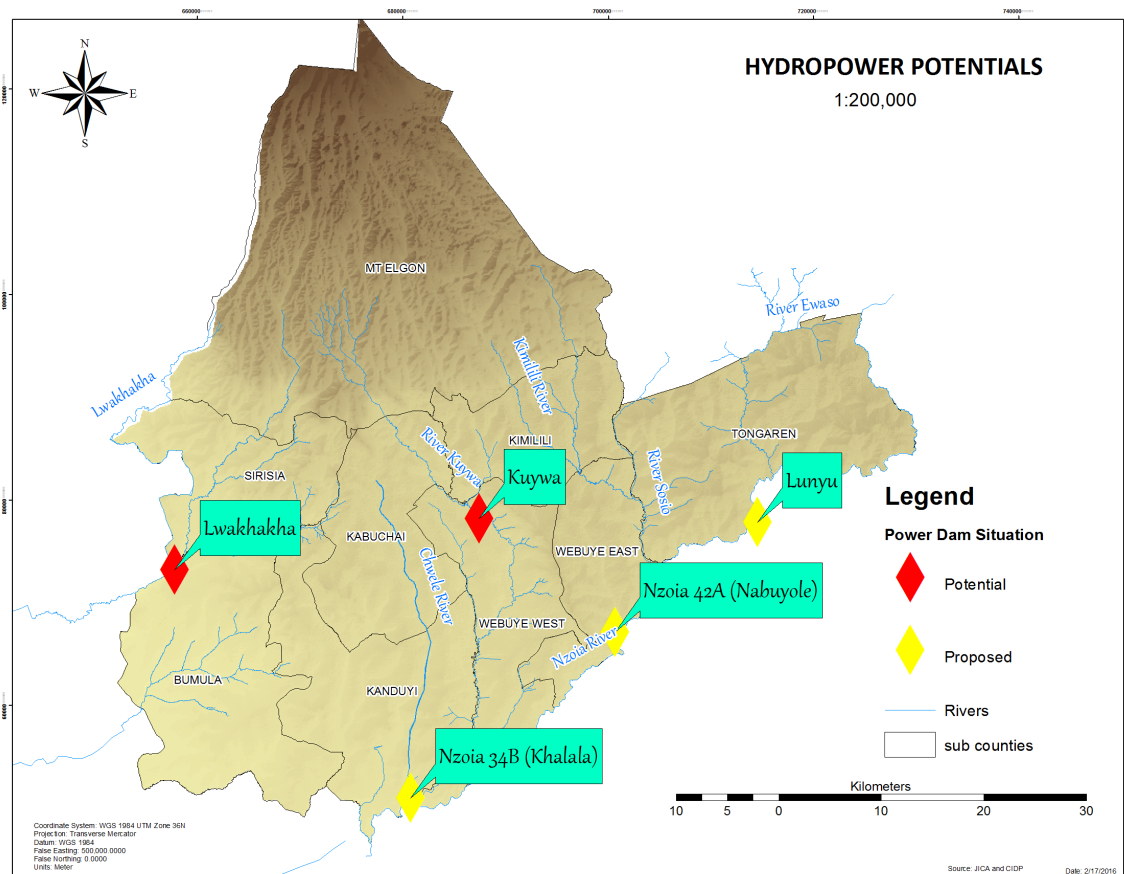 660000
680000
700000
720000
740000
N
HYDROPOWER POTENTIALS
W
E
1:200,000
120000
S
MT ELGON
100000
River Ewaso
Lwakhakha
Kimilili River
TONGAREN
KIMILILI
River Kuywa
SIRISIA
Kuywa
River Sosio
Lunyu
Legend
80000
Lwakhakha
KABUCHAI
Power Dam Situation
WEBUYE EAST
Chwele River
Potential
Nzoia 42A (Nabuyole)
WEBUYE WEST
Nzoia River
Proposed
BUMULA
KANDUYI
60000
Rivers
Nzoia 34B (Khalala)
sub counties
Kilometers
10 5 0 10 20 30
Coordinate System: WGS 1984 UTM Zone 36N
Projection: Transverse Mercator
Datum: WGS 1984
False Easting: 500,000.0000
False Northing: 0.0000
Units: Meter
Source: JICA and CIDP
Date: 2/17/2016